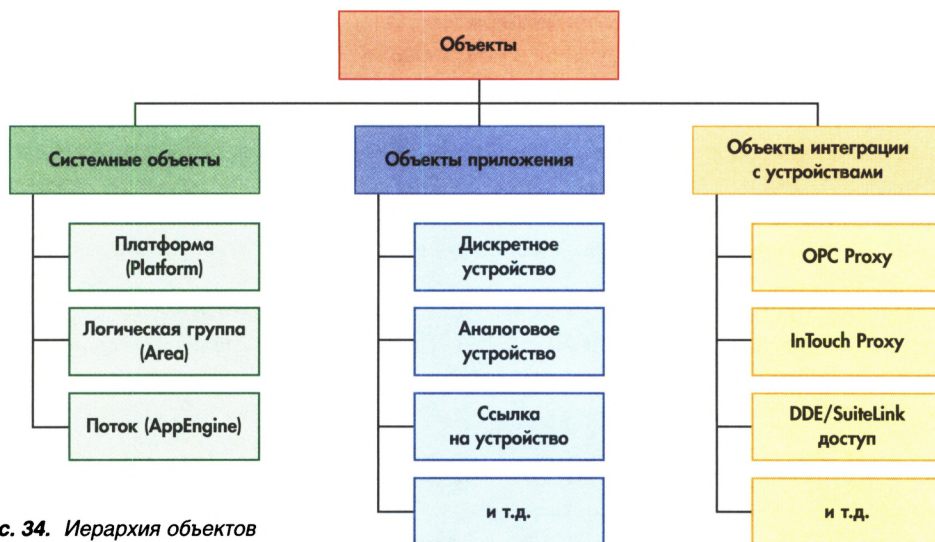 Объекты
Системные объекты
Объекты приложения
Объекты интеграции
с устройствами
Платформа
(Platform)
Логическая группа
(Area)
Поток (AppEngine)
Дискретное
устройство
Аналоговое
устройство
Ссылка
на устройство
и т.д.
OPC Proxy
InTouch Proxy
DDE/SuiteLink
доступ
и т.д.
с. 34. Иерархия объектов